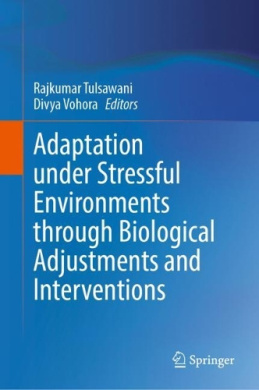 Rajkumar Tulsawani
Divya Vohora Editors
Adaptation
under Stressful
Environments
through Biological
Adjustments and
Interventions
Springer